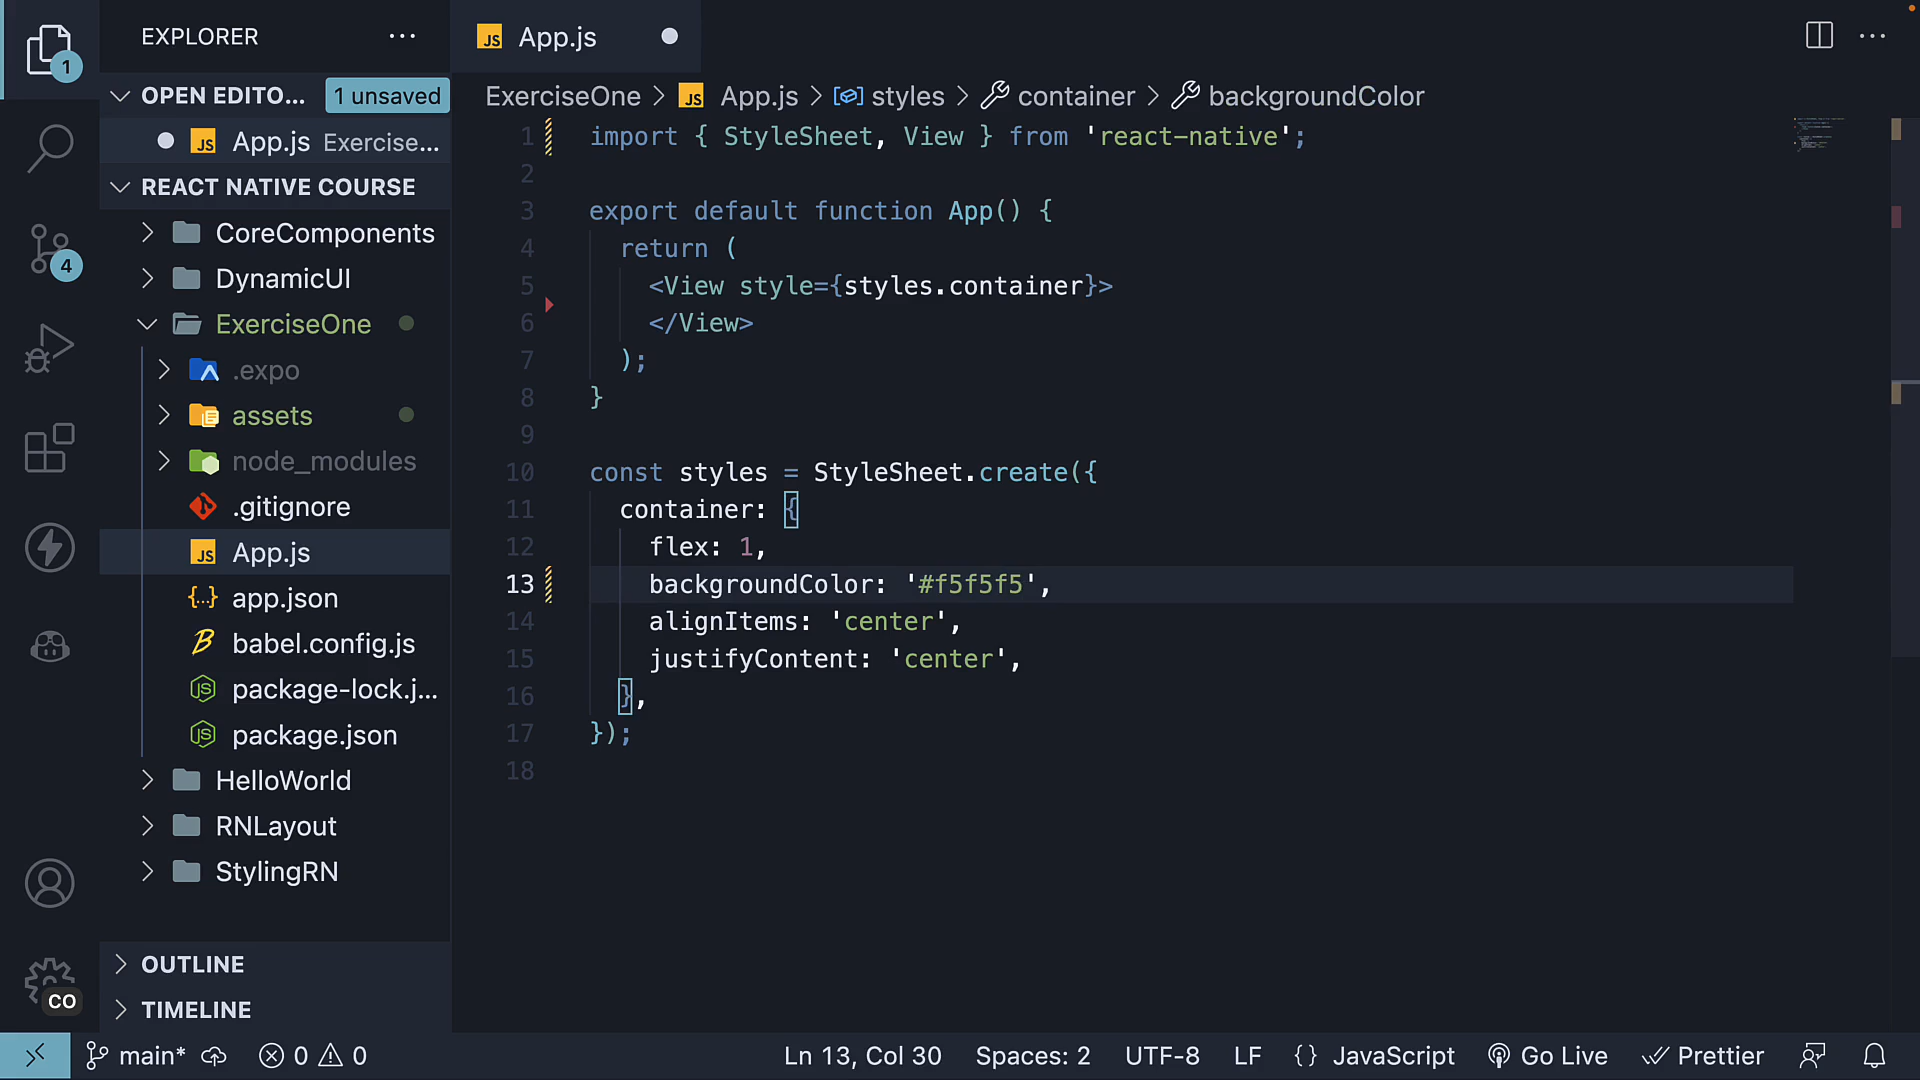 EXPLORER
App.js
1
OPEN EDITO... 1 unsaved
App.js Exercise...
REACT NATIVE COURSE
CoreComponents
DynamicUI
ExerciseOne
.expo
assets
node_modules
.gitignore
App.js
app.json
babel.config.js
package-lock.j...
package.json
HelloWorld
RNLayout
StylingRN
OUTLINE
TIMELINE
4
CO
ExerciseOne > App.js > styles > container > backgroundColor
1 import { StyleSheet, View } from 'react-native';
2
3 export default function App() {
4 return (
5 <View style={styles.container}>
6 </View>
7 );
8 }
9
10 const styles = StyleSheet.create({
11 container: {
12 flex: 1,
13 backgroundColor: '#f5f5f5',
14 alignItems: 'center',
15 justifyContent: 'center',
16 },
17 });
18
main* 0 0 Ln 13, Col 30 Spaces: 2 UTF-8 LF {} JavaScript Go Live Prettier